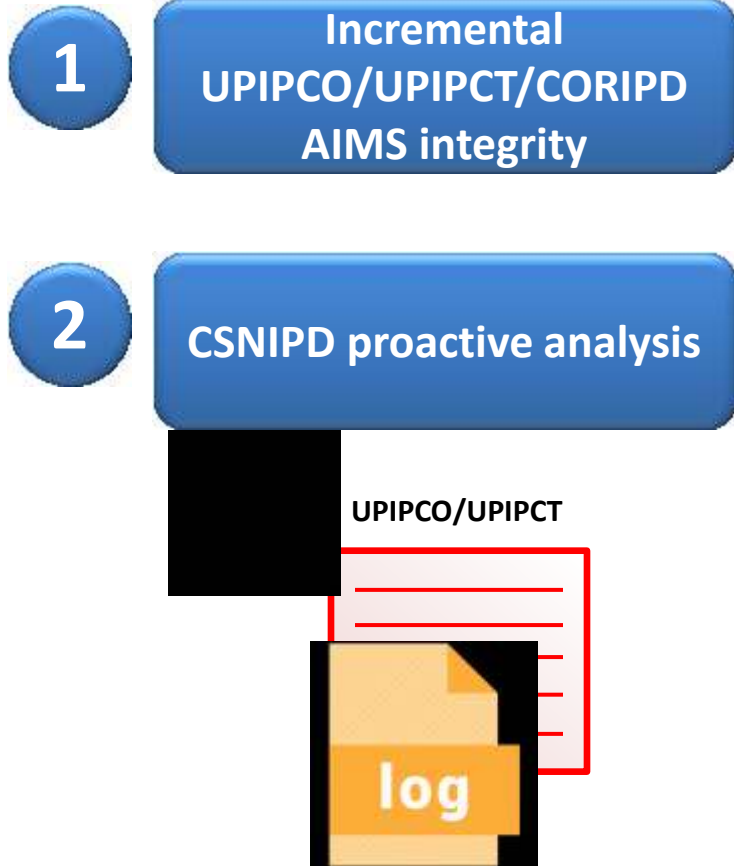 1
Incremental
UPIPCO/UPIPCT/CORIPD
AIMS integrity
2
CSNIPD proactive analysis
UPIPCO/UPIPCT
log